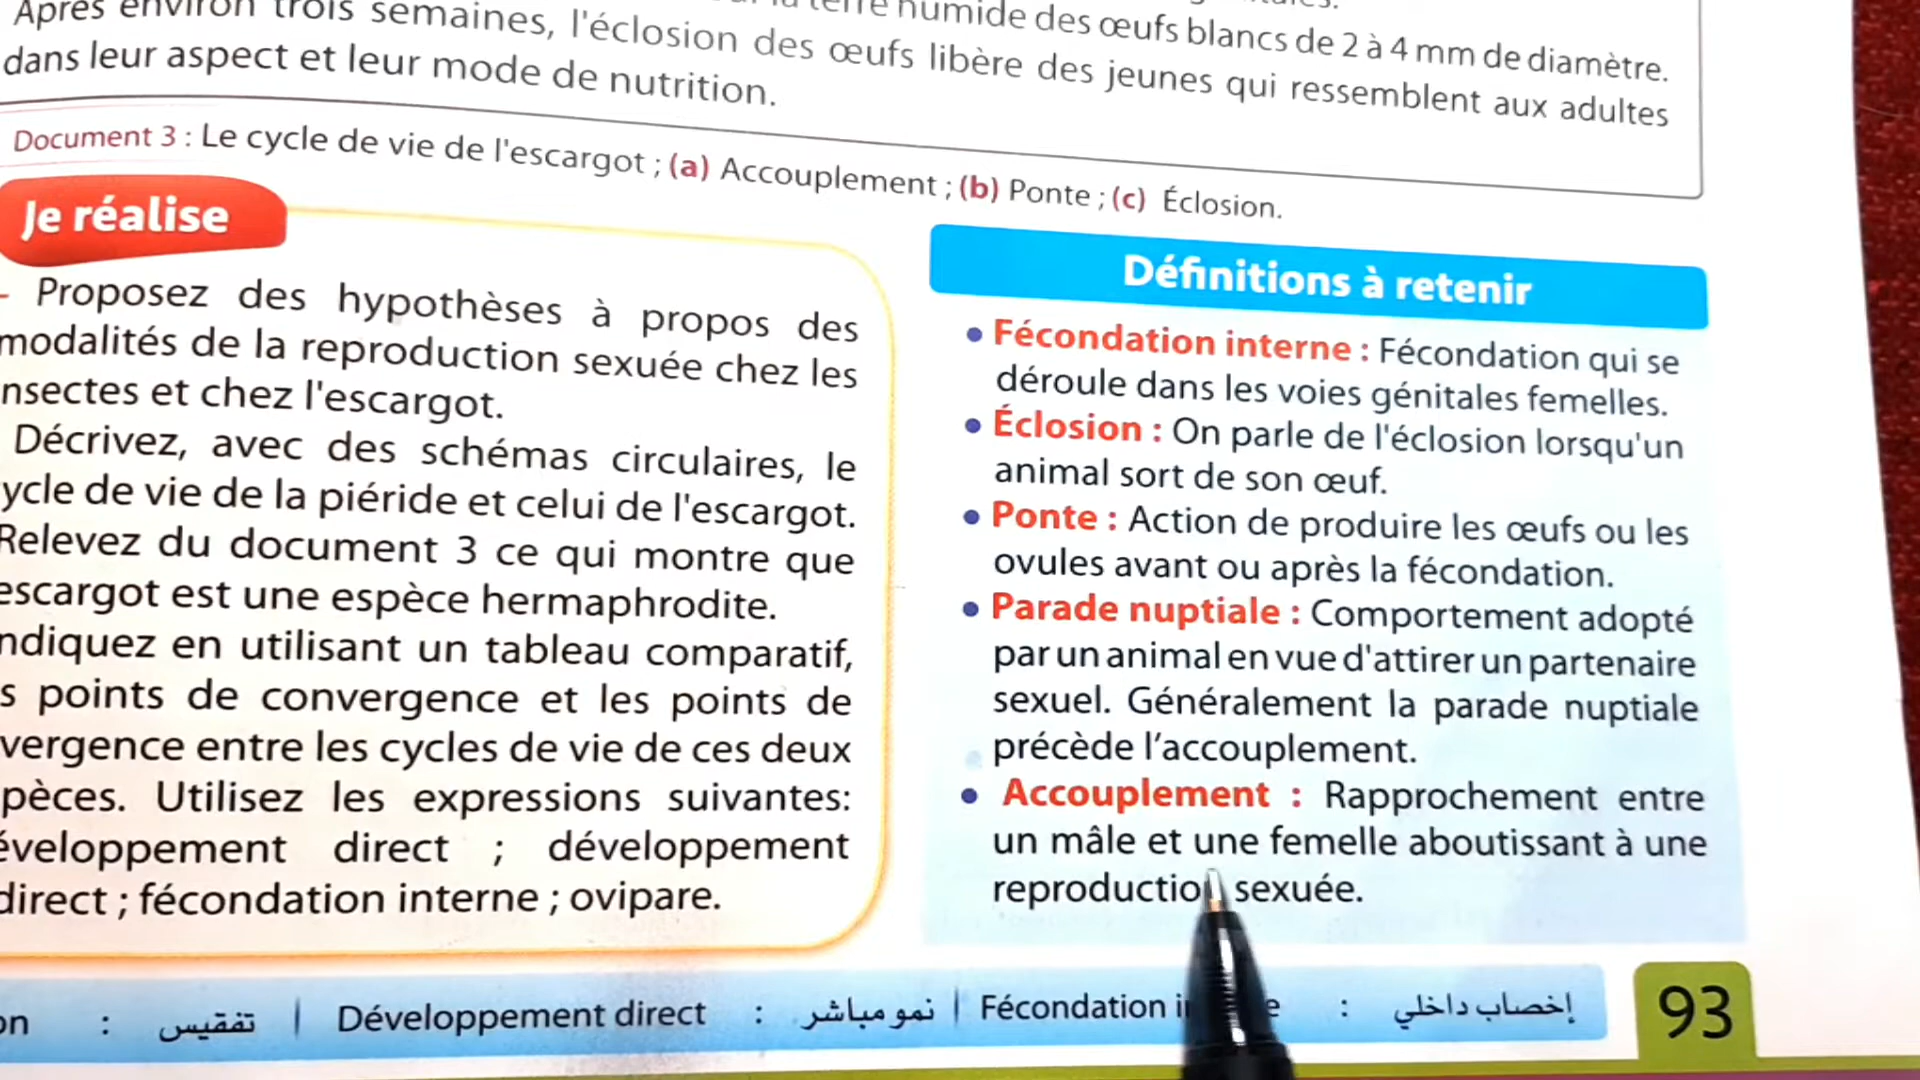 la terre humide des œufs blancs de 2 à 4 mm de diamètre.
Après environ trois semaines, l'éclosion des œufs libère des jeunes qui ressemblent aux adultes
dans leur aspect et leur mode de nutrition.
Document 3 : Le cycle de vie de l'escargot ; (a) Accouplement ; (b) Ponte ; (c) Éclosion.
Je réalise
- Proposez des hypothèses à propos des
modalités de la reproduction sexuée chez les
nsectes et chez l'escargot.
Décrivez, avec des schémas circulaires, le
ycle de vie de la piéride et celui de l'escargot.
Relevez du document 3 ce qui montre que
escargot est une espèce hermaphrodite.
ndiquez en utilisant un tableau comparatif,
s points de convergence et les points de
vergence entre les cycles de vie de ces deux
pèces. Utilisez les expressions suivantes:
éveloppement direct ; développement
direct ; fécondation interne ; ovipare.
Définitions à retenir
• Fécondation interne : Fécondation qui se
déroule dans les voies génitales femelles.
• Éclosion : On parle de l'éclosion lorsqu'un
animal sort de son œuf.
• Ponte : Action de produire les œufs ou les
ovules avant ou après la fécondation.
• Parade nuptiale : Comportement adopté
par un animal en vue d'attirer un partenaire
sexuel. Généralement la parade nuptiale
précède l’accouplement.
• Accouplement : Rapprochement entre
un mâle et une femelle aboutissant à une
reproduction sexuée.
on : تفقيس | Développement direct : نمو مباشر | Fécondation : إخصاب داخلي
93